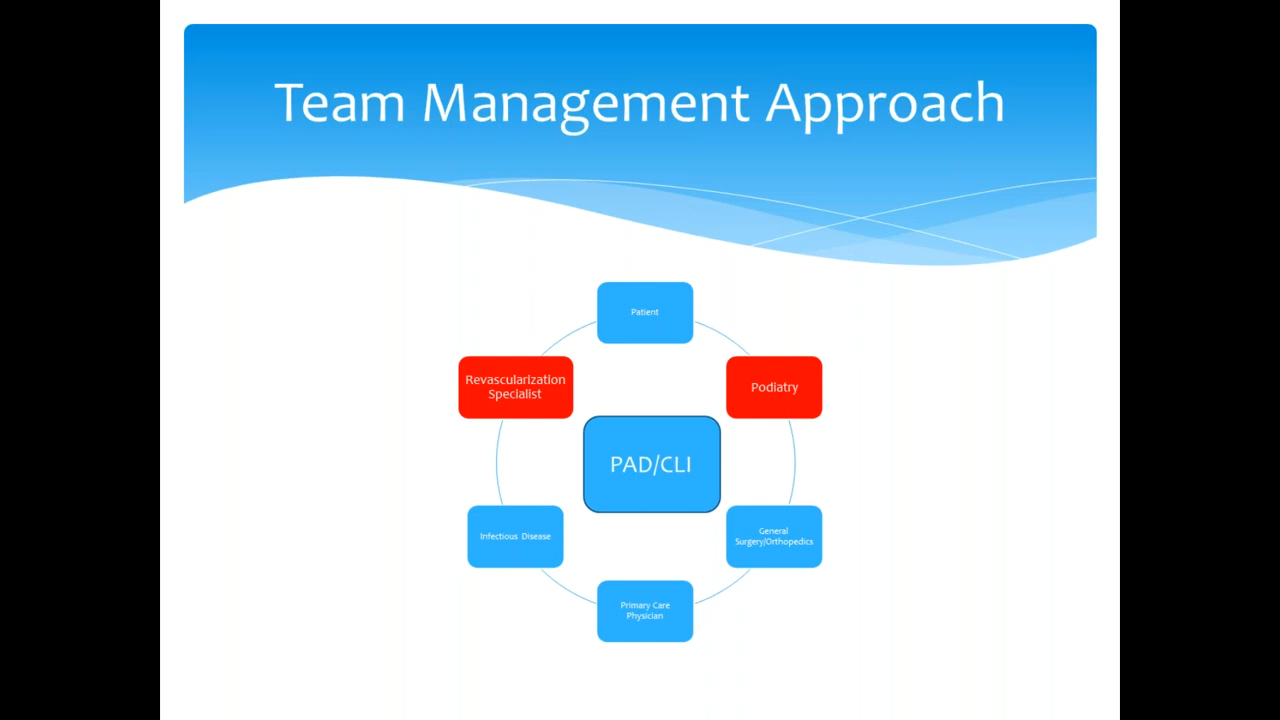 Team Management Approach
Patient
Revascularization
Specialist
Podiatry
PAD/CLI
Infectious Disease
General
Surgery/Orthopedics
Primary Care
Physician